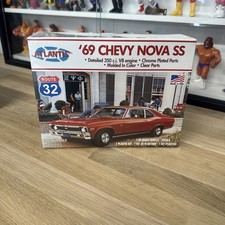 ATLANTIS
'69 CHEVY NOVA SS
• Detailed 350 c.i. V8 engine • Chrome Plated Parts
• Molded In Color • Clear Parts
ROUTE
32